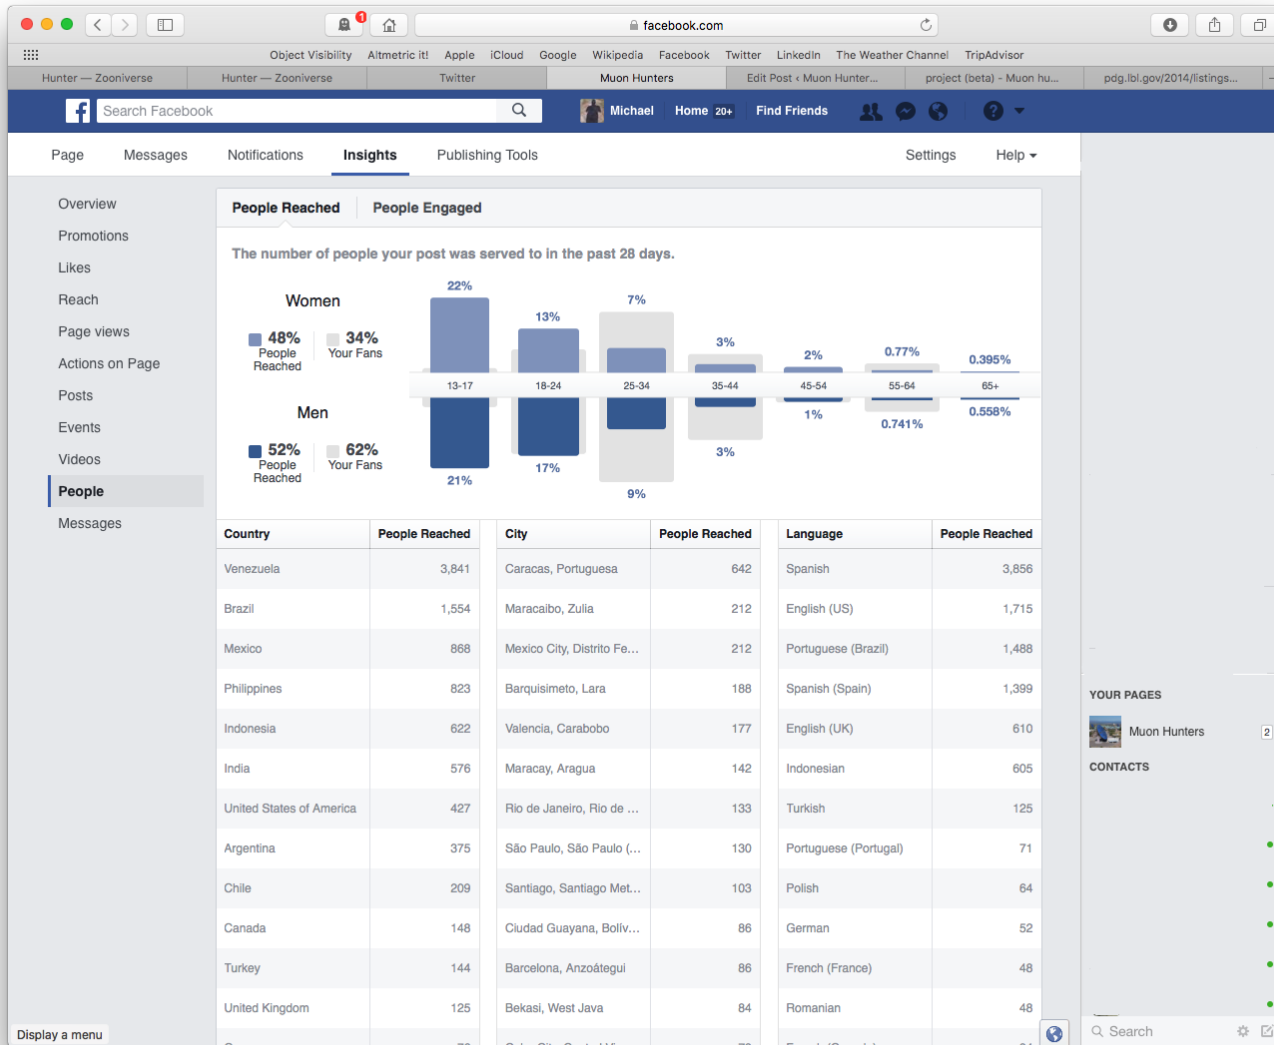 1
facebook.com
Object Visibility Altmetric it! Apple iCloud Google Wikipedia Facebook Twitter LinkedIn The Weather Channel TripAdvisor
Hunter — Zooniverse Hunter — Zooniverse Twitter Muon Hunters Edit Post ‹ Muon Hunter... project (beta) - Muon hu... pdg.lbl.gov/2014/listings...
Search Facebook Michael Home 20+ Find Friends
Page Messages Notifications Insights Publishing Tools Settings Help
Overview
Promotions
Likes
Reach
Page views
Actions on Page
Posts
Events
Videos
People
Messages
People Reached People Engaged
The number of people your post was served to in the past 28 days.
Women
48% People Reached
34% Your Fans
22% 13% 7% 3% 2% 0.77% 0.395%
13-17 18-24 25-34 35-44 45-54 55-64 65+
Men
52% People Reached
62% Your Fans
21% 17% 9% 3% 1% 0.741% 0.558%
Country People Reached City People Reached Language People Reached
Venezuela 3,841 Caracas, Portuguesa 642 Spanish 3,856
Brazil 1,554 Maracaibo, Zulia 212 English (US) 1,715
Mexico 868 Mexico City, Distrito Fe... 212 Portuguese (Brazil) 1,488
Philippines 823 Barquisimeto, Lara 188 Spanish (Spain) 1,399
Indonesia 622 Valencia, Carabobo 177 English (UK) 610
India 576 Maracay, Aragua 142 Indonesian 605
United States of America 427 Rio de Janeiro, Rio de ... 133 Turkish 125
Argentina 375 São Paulo, São Paulo (... 130 Portuguese (Portugal) 71
Chile 209 Santiago, Santiago Met... 103 Polish 64
Canada 148 Ciudad Guayana, Bolív... 86 German 52
Turkey 144 Barcelona, Anzoátegui 86 French (France) 48
United Kingdom 125 Bekasi, West Java 84 Romanian 48
YOUR PAGES
Muon Hunters 2
CONTACTS
Search
Display a menu